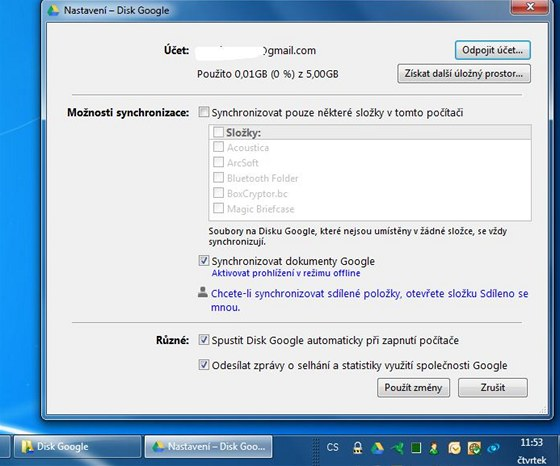 Nastavení – Disk Google
Účet: @gmail.com Odpojit účet...
Použito 0,01GB (0 %) z 5,00GB Získat další úložný prostor...
Možnosti synchronizace: Synchronizovat pouze některé složky v tomto počítači
Složky:
Acoustica
ArcSoft
Bluetooth Folder
BoxCryptor.bc
Magic Briefcase
Soubory na Disku Google, které nejsou umístěny v žádné složce, se vždy
synchronizují.
Synchronizovat dokumenty Google
Aktivovat prohlížení v režimu offline
Chcete-li synchronizovat sdílené položky, otevřete složku Sdíleno se
mnou.
Různé: Spustit Disk Google automaticky při zapnutí počítače
Odesílat zprávy o selhání a statistiky využití společnosti Google
Použít změny Zrušit
Disk Google Nastavení – Disk Goo... CS 11:53
čtvrtek